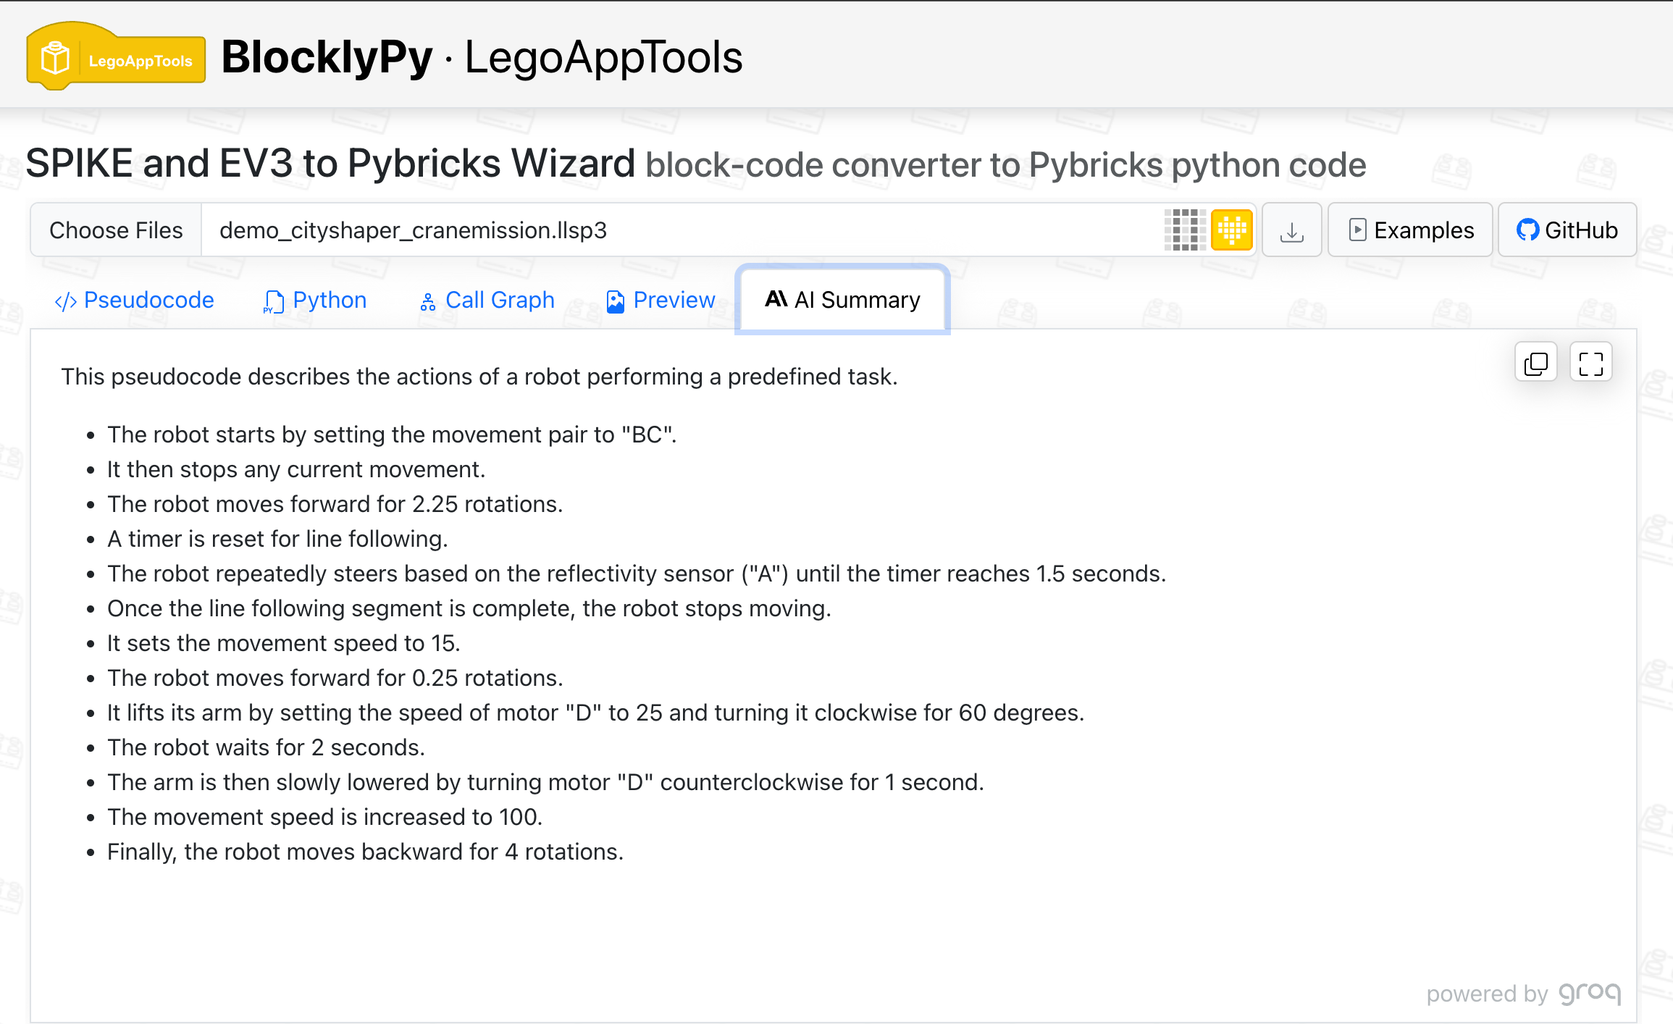 LegoAppTools BlocklyPy · LegoAppTools
SPIKE and EV3 to Pybricks Wizard block-code converter to Pybricks python code
Choose Files demo_cityshaper_cranemission.llsp3 Examples GitHub
</> Pseudocode Python Call Graph Preview AI Summary
This pseudocode describes the actions of a robot performing a predefined task.
• The robot starts by setting the movement pair to "BC".
• It then stops any current movement.
• The robot moves forward for 2.25 rotations.
• A timer is reset for line following.
• The robot repeatedly steers based on the reflectivity sensor ("A") until the timer reaches 1.5 seconds.
• Once the line following segment is complete, the robot stops moving.
• It sets the movement speed to 15.
• The robot moves forward for 0.25 rotations.
• It lifts its arm by setting the speed of motor "D" to 25 and turning it clockwise for 60 degrees.
• The robot waits for 2 seconds.
• The arm is then slowly lowered by turning motor "D" counterclockwise for 1 second.
• The movement speed is increased to 100.
• Finally, the robot moves backward for 4 rotations.
powered by groq